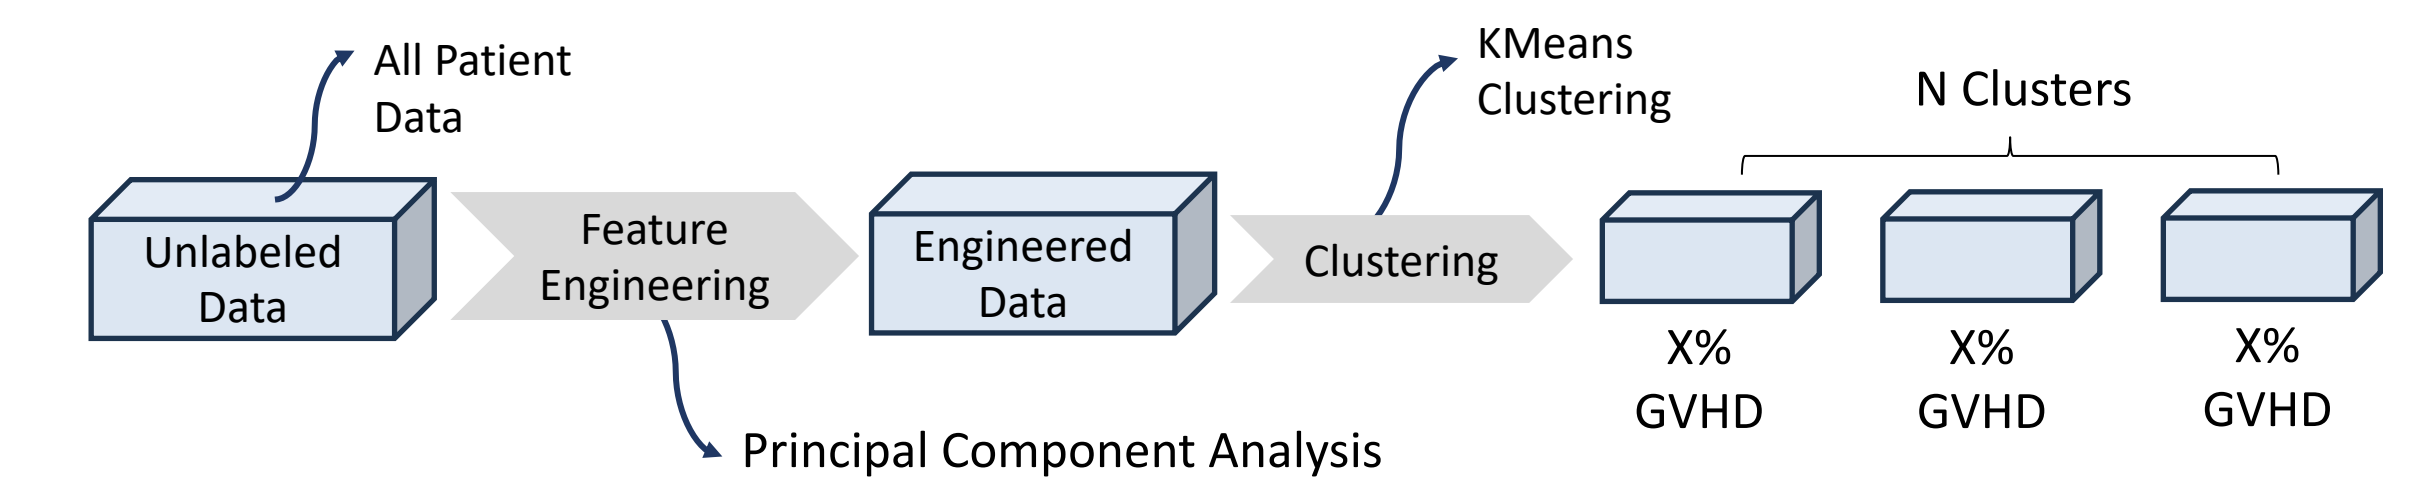 All Patient
Data
Unlabeled
Data
Feature
Engineering
Principal Component Analysis
Engineered
Data
KMeans
Clustering
Clustering
N Clusters
X%
GVHD
X%
GVHD
X%
GVHD